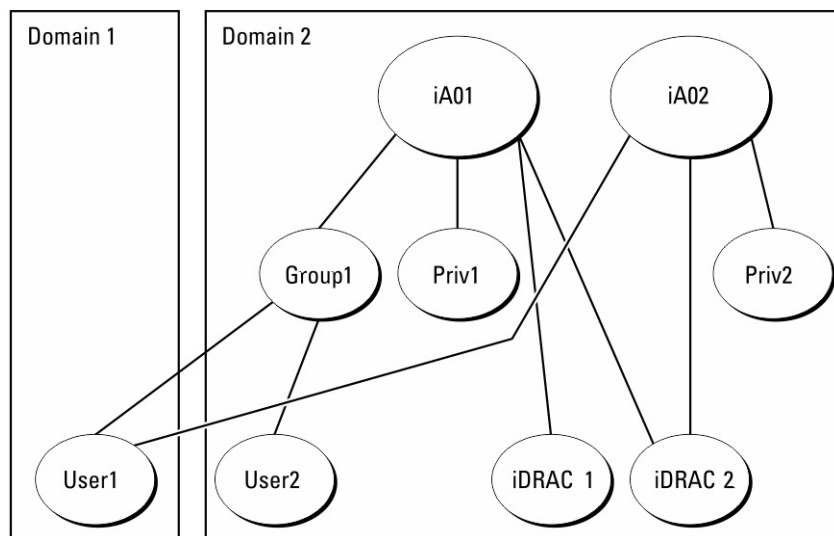 Domain 1
Domain 2
iA01
iA02
Group1
Priv1
Priv2
User1
User2
iDRAC 1
iDRAC 2